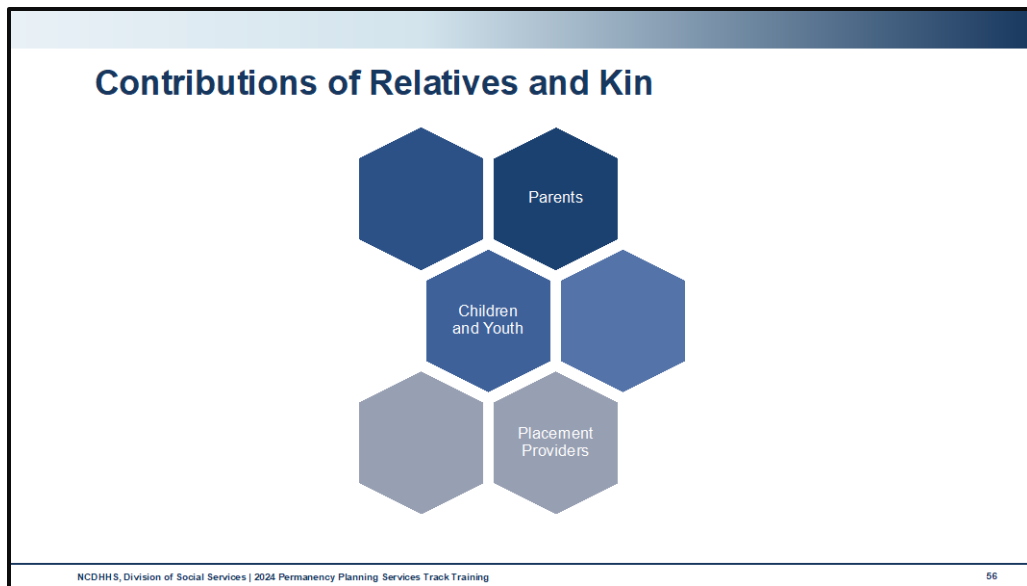 Contributions of Relatives and Kin
Parents
Children
and Youth
Placement
Providers
NCDHHS, Division of Social Services | 2024 Permanency Planning Services Track Training
56